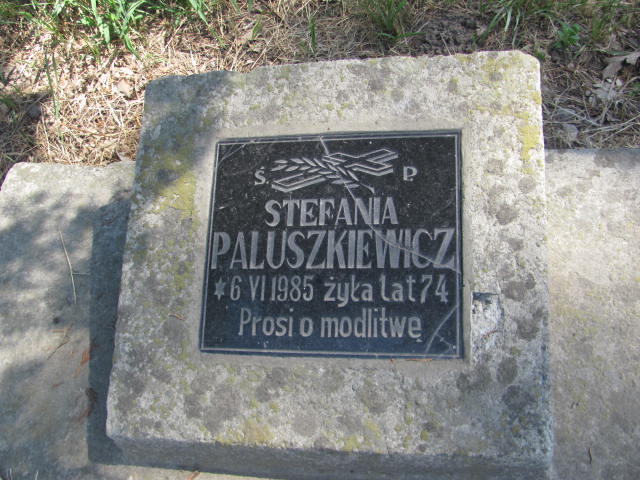 Ś. P.
STEFANIA
PALUSZKIEWICZ
* 6 VI 1985 żyła lat 74
Prosi o modlitwę